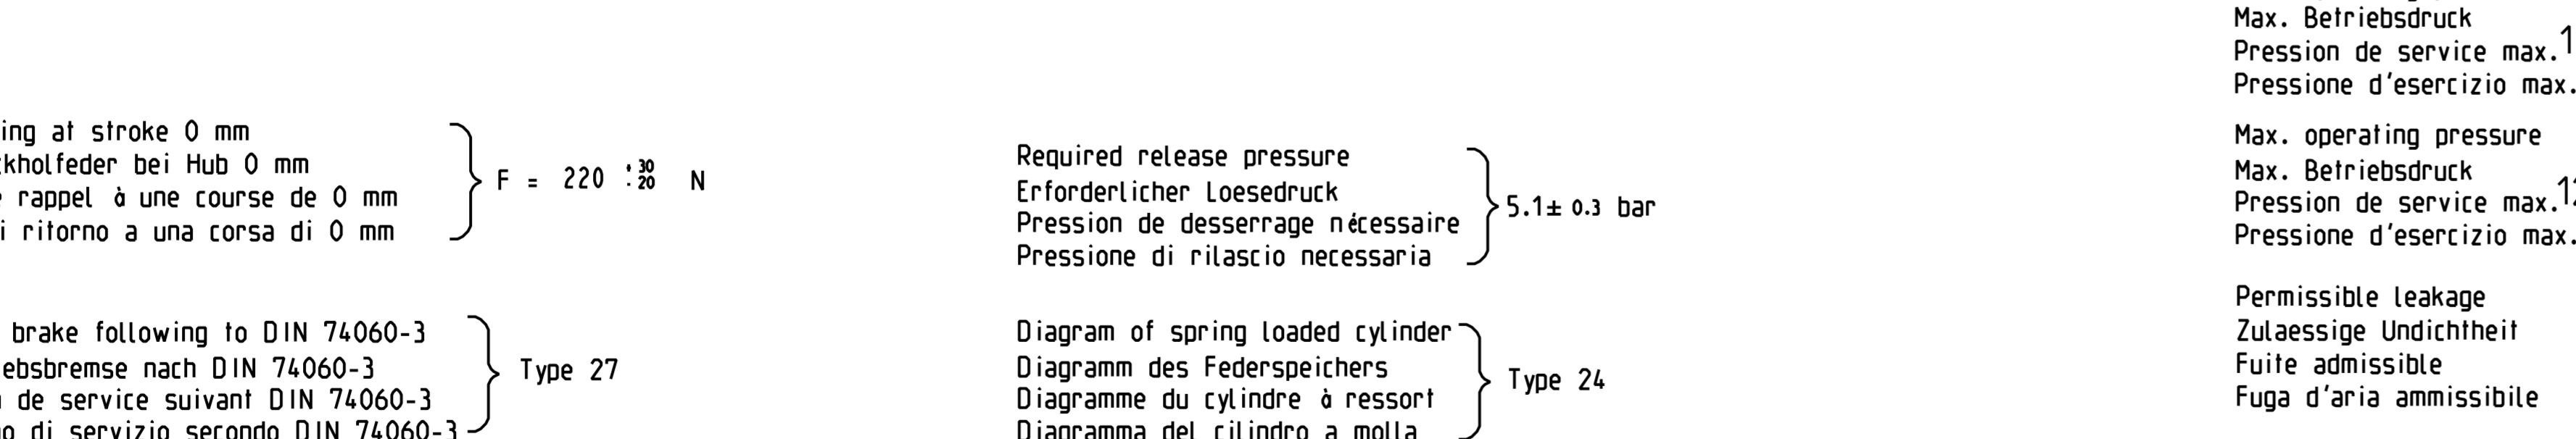 ing at stroke 0 mm
kholfeder bei Hub 0 mm
rappel à une course de 0 mm
i ritorno a una corsa di 0 mm
F = 220 +30 -20 N
brake following to DIN 74060-3
ebsbremse nach DIN 74060-3
de service suivant DIN 74060-3
di servizio secondo DIN 74060-3
Type 27
Required release pressure
Erforderlicher Loesedruck
Pression de desserrage nécessaire
Pressione di rilascio necessaria
5.1± 0.3 bar
Diagram of spring loaded cylinder
Diagramm des Federspeichers
Diagramme du cylindre à ressort
Diagramma del cilindro a molla
Type 24
Max. Betriebsdruck
Pression de service max.
Pressione d'esercizio max.
Max. operating pressure
Max. Betriebsdruck
Pression de service max.
Pressione d'esercizio max.
Permissible leakage
Zulaessige Undichtheit
Fuite admissible
Fuga d'aria ammissibile